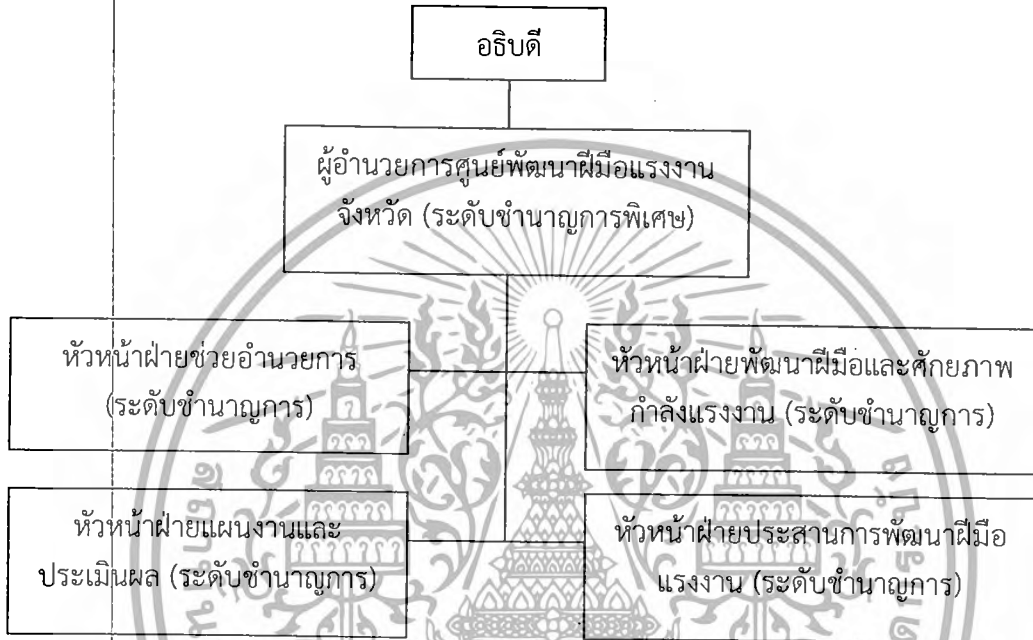 อธิบดี
ผู้อำนวยการศูนย์พัฒนาฝีมือแรงงาน
จังหวัด (ระดับชำนาญการพิเศษ)
หัวหน้าฝ่ายช่วยอำนวยการ
(ระดับชำนาญการ)
หัวหน้าฝ่ายพัฒนาฝีมือและศักยภาพ
กำลังแรงงาน (ระดับชำนาญการ)
หัวหน้าฝ่ายแผนงานและ
ประเมินผล (ระดับชำนาญการ)
หัวหน้าฝ่ายประสานการพัฒนาฝีมือ
แรงงาน (ระดับชำนาญการ)